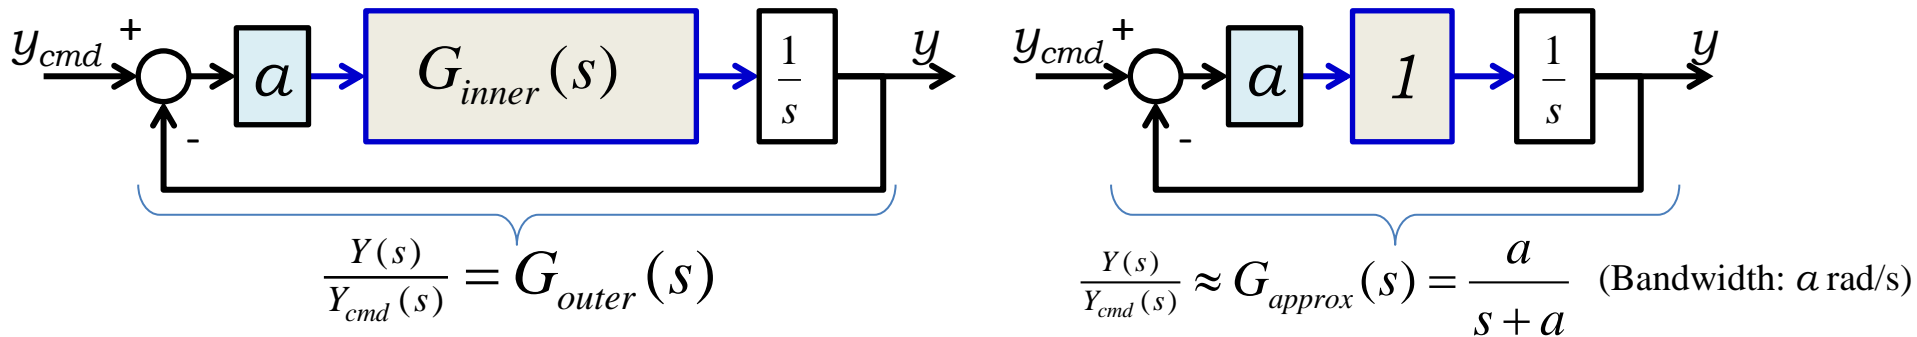 y_cmd + - a G_inner(s) 1/s y
Y(s)/Y_cmd(s) = G_outer(s)
y_cmd + - a 1 1/s y
Y(s)/Y_cmd(s) ≈ G_approx(s) = a/(s + a) (Bandwidth: a rad/s)